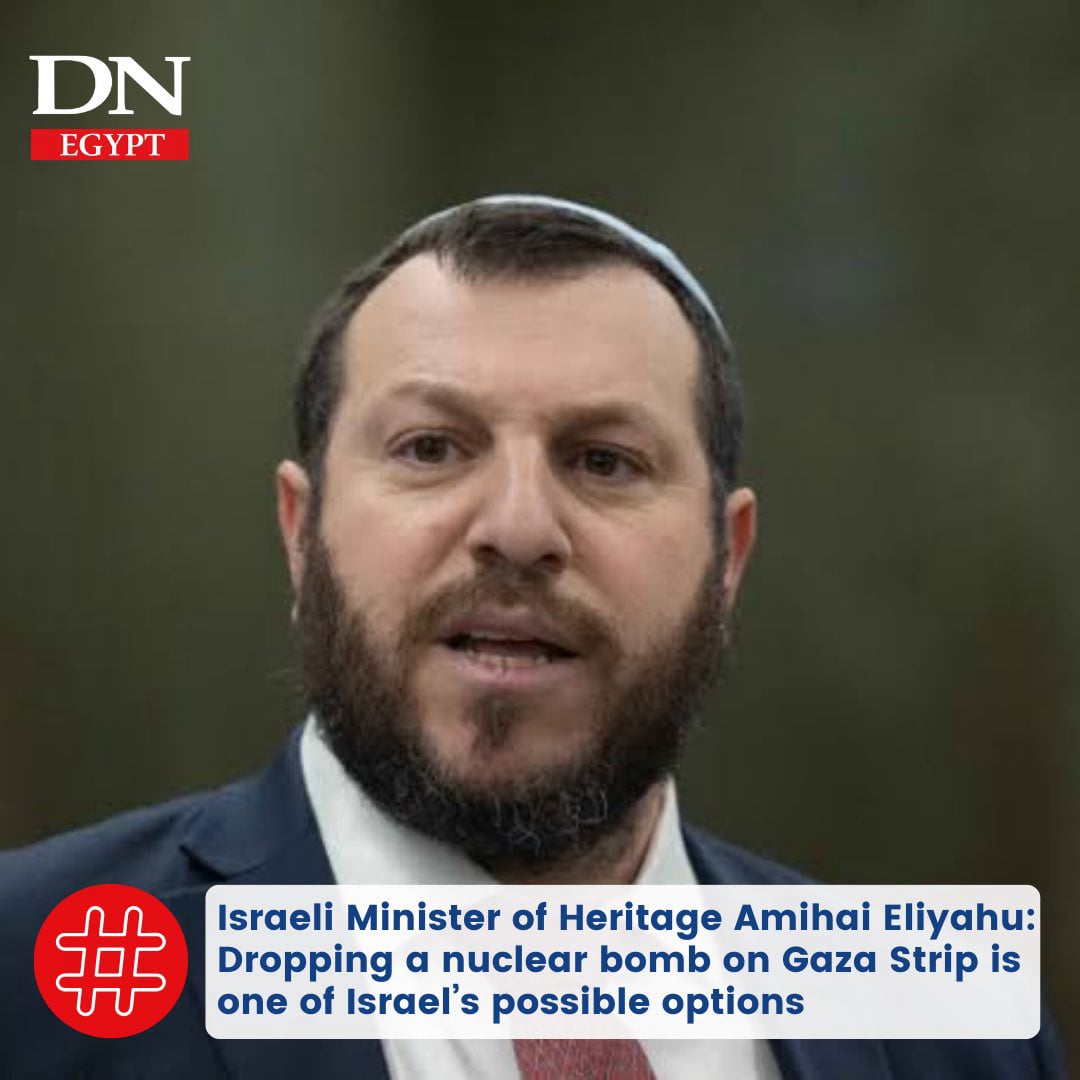 DN
EGYPT
Israeli Minister of Heritage Amihai Eliyahu:
Dropping a nuclear bomb on Gaza Strip is
one of Israel’s possible options